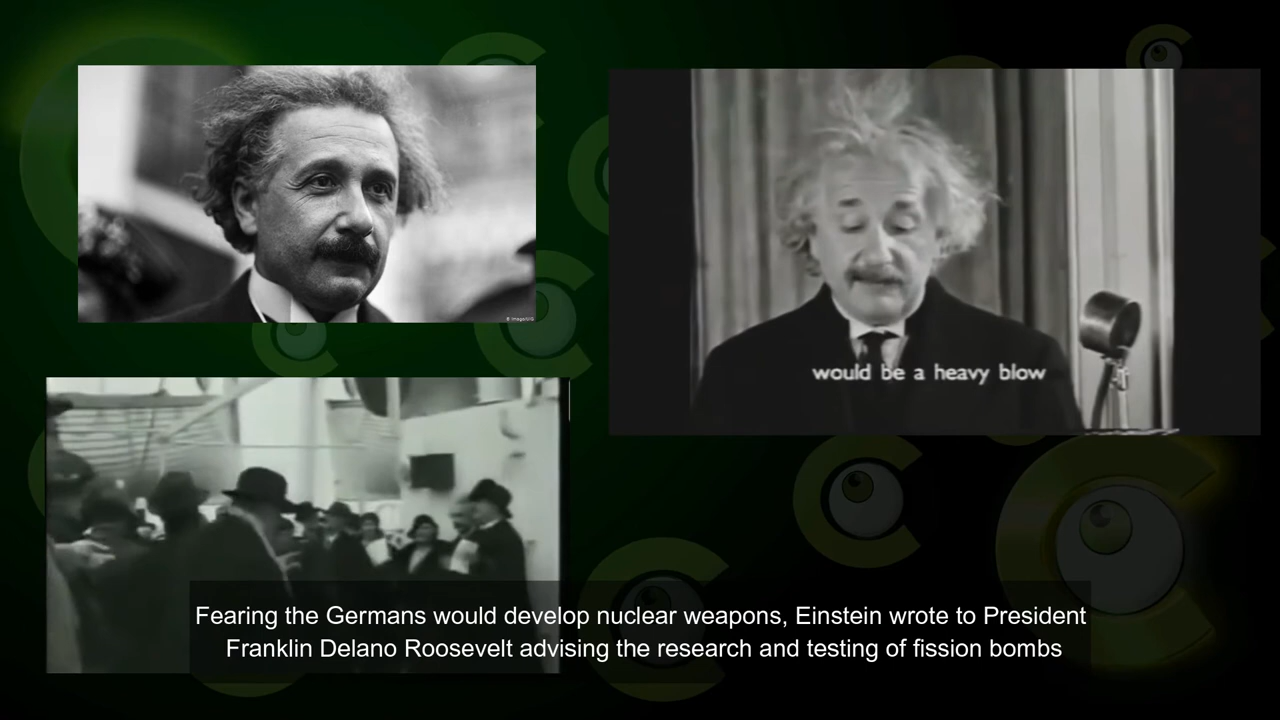 would be a heavy blow
Fearing the Germans would develop nuclear weapons, Einstein wrote to President
Franklin Delano Roosevelt advising the research and testing of fission bombs